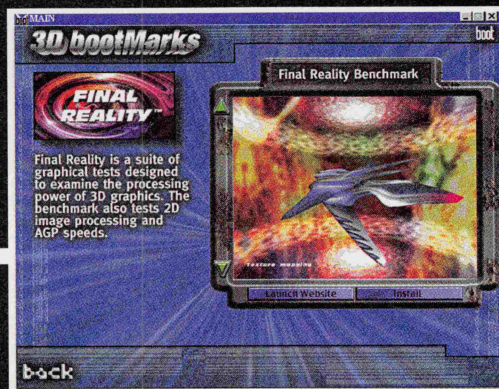 MAIN
boot
3D bootMarks
Final Reality Benchmark
FINAL
REALITY™
Final Reality is a suite of
graphical tests designed
to examine the processing
power of 3D graphics. The
benchmark also tests 2D
image processing and
AGP speeds.
texture mapping
Launch Website
Install
back